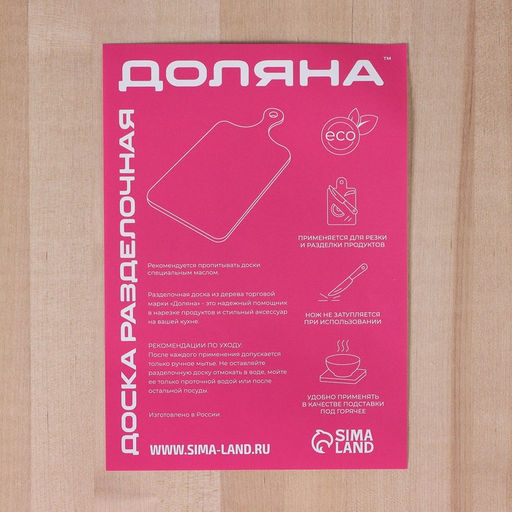 ДОЛЯНА™
ДОСКА РАЗДЕЛОЧНАЯ
eco
Рекомендуется пропитывать доски
специальным маслом.
Разделочная доска из дерева торговой
марки «Доляна» - это надежный помощник
в нарезке продуктов и стильный аксессуар
на вашей кухне.
РЕКОМЕНДАЦИИ ПО УХОДУ:
После каждого применения допускается
только ручное мытье. Не оставляйте
разделочную доску отмокать в воде, мойте
ее только проточной водой или после
остальной посуды.
Изготовлено в России.
WWW.SIMA-LAND.RU
ПРИМЕНЯЕТСЯ ДЛЯ РЕЗКИ
И РАЗДЕЛКИ ПРОДУКТОВ
НОЖ НЕ ЗАТУПЛЯЕТСЯ
ПРИ ИСПОЛЬЗОВАНИИ
УДОБНО ПРИМЕНЯТЬ
В КАЧЕСТВЕ ПОДСТАВКИ
ПОД ГОРЯЧЕЕ
SIMA
LAND